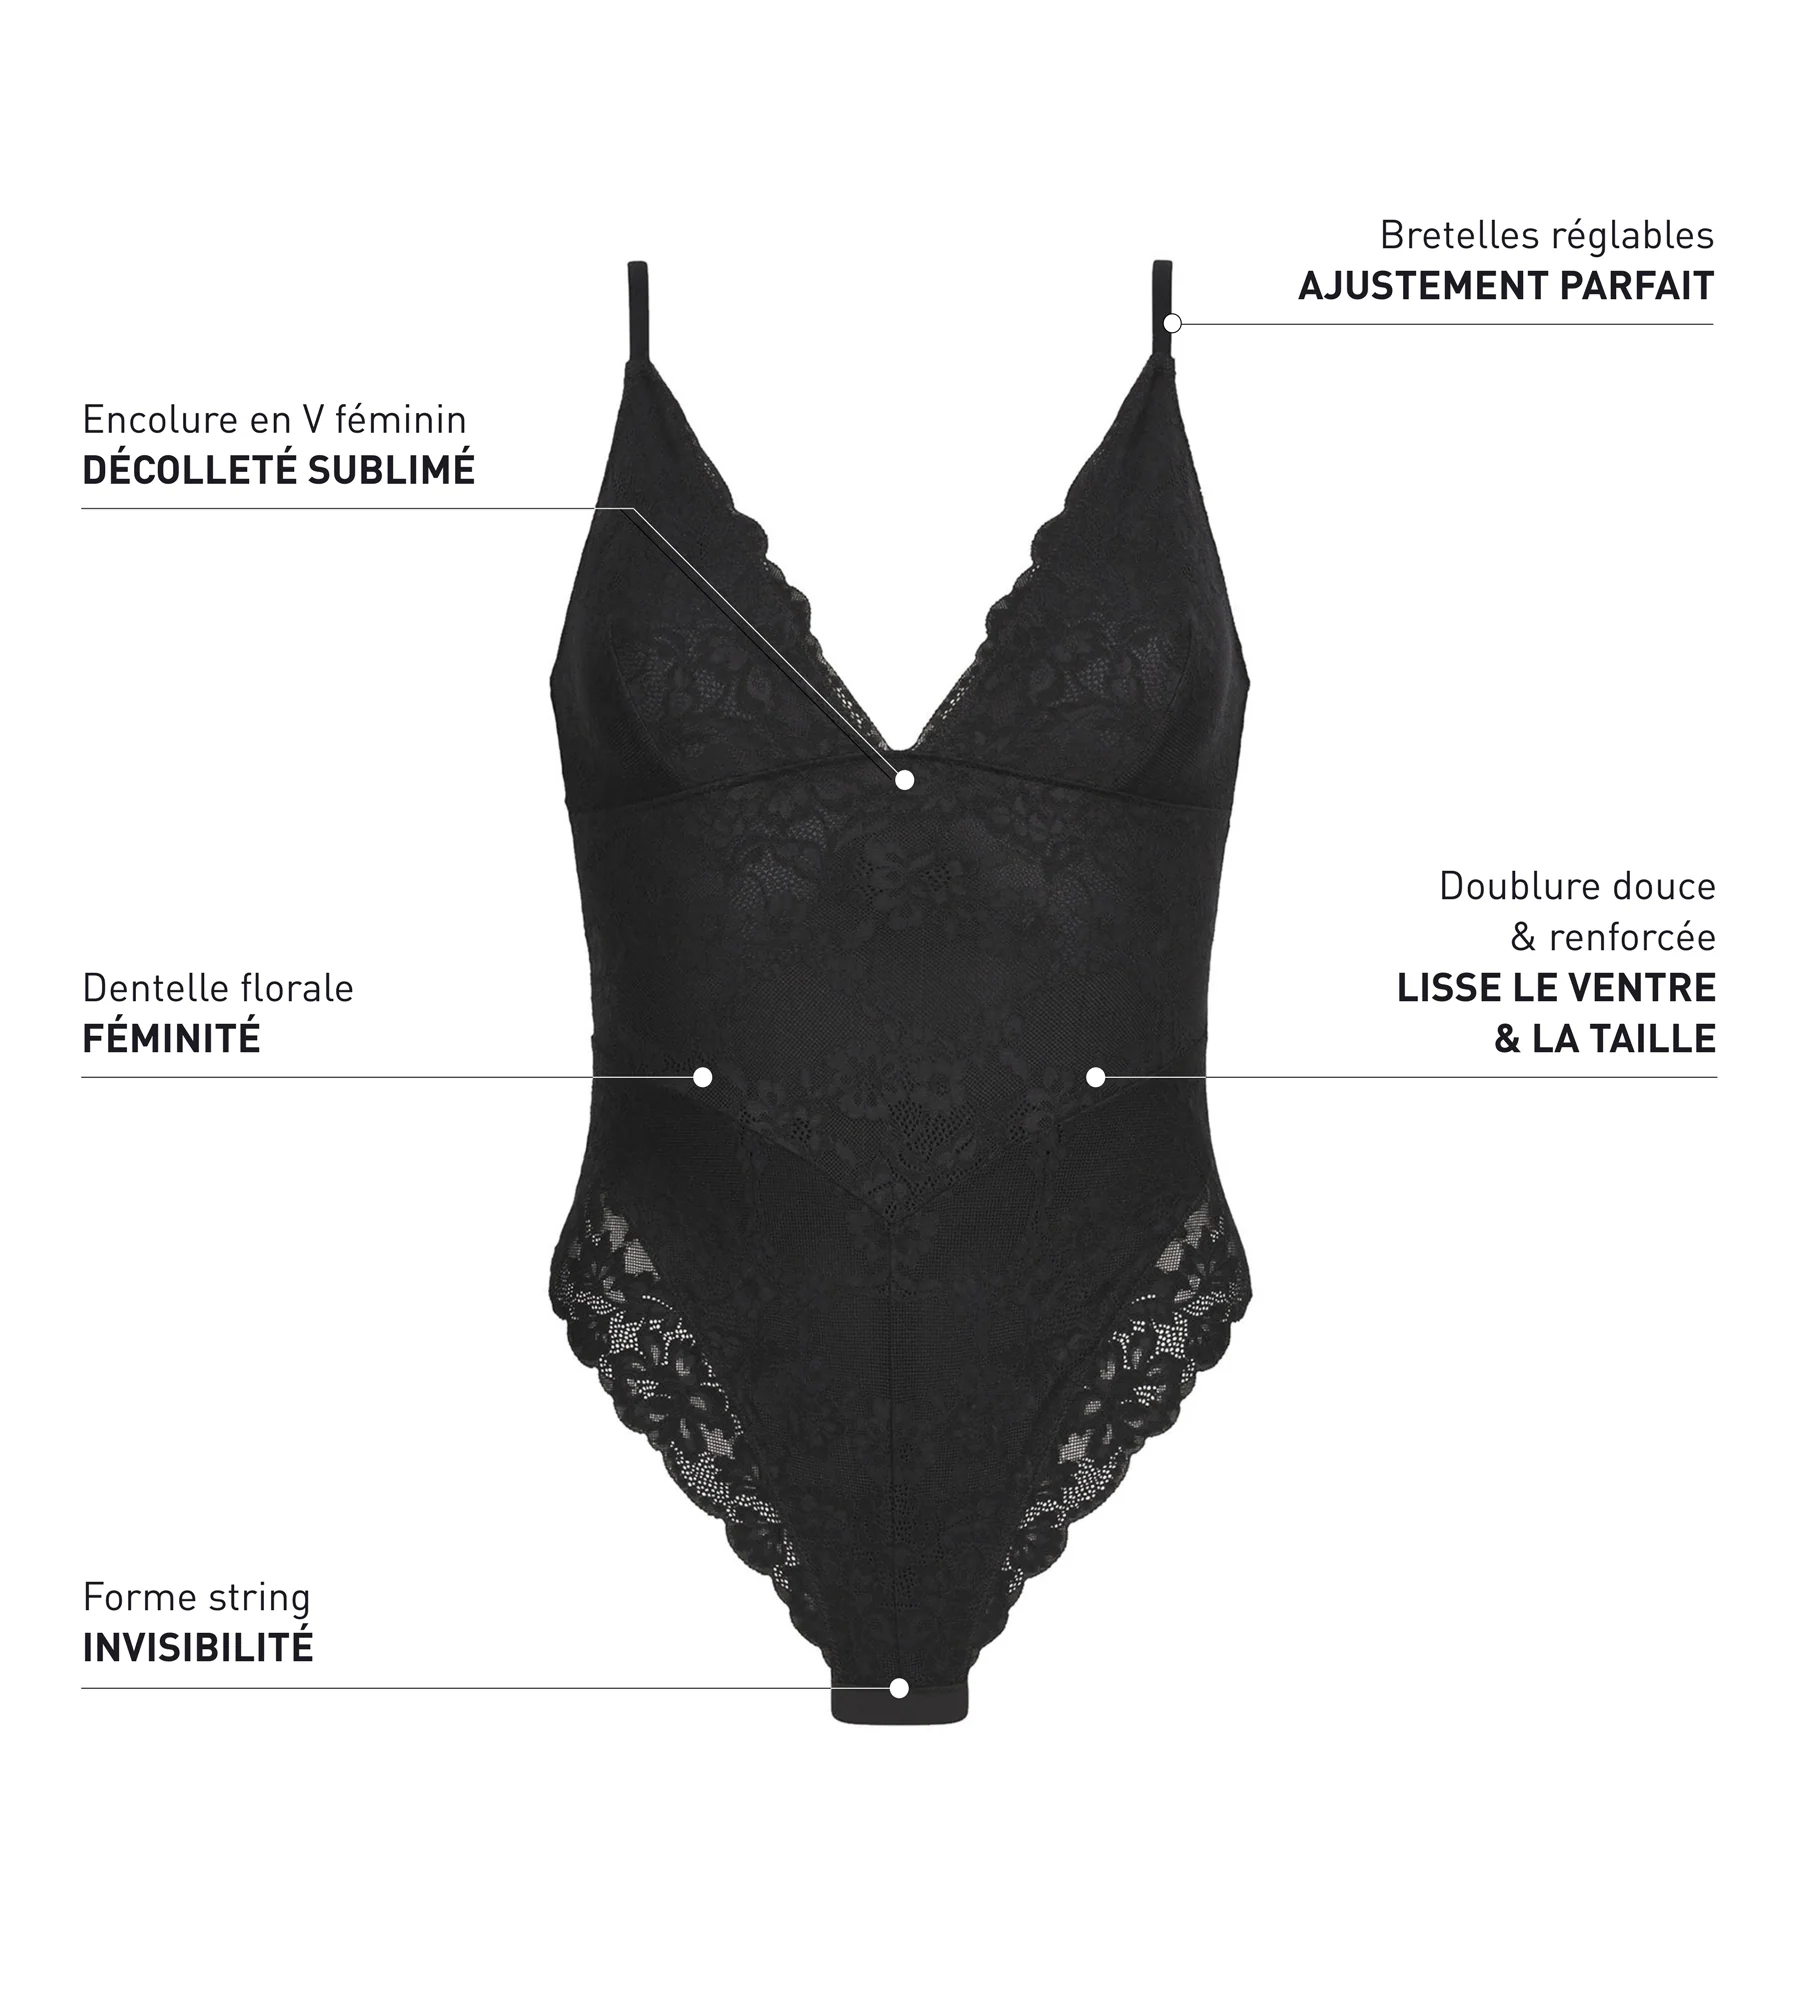 Bretelles réglables
AJUSTEMENT PARFAIT
Encolure en V féminin
DÉCOLLETÉ SUBLIMÉ
Doublure douce
& renforcée
LISSE LE VENTRE
& LA TAILLE
Dentelle florale
FÉMINITÉ
Forme string
INVISIBILITÉ